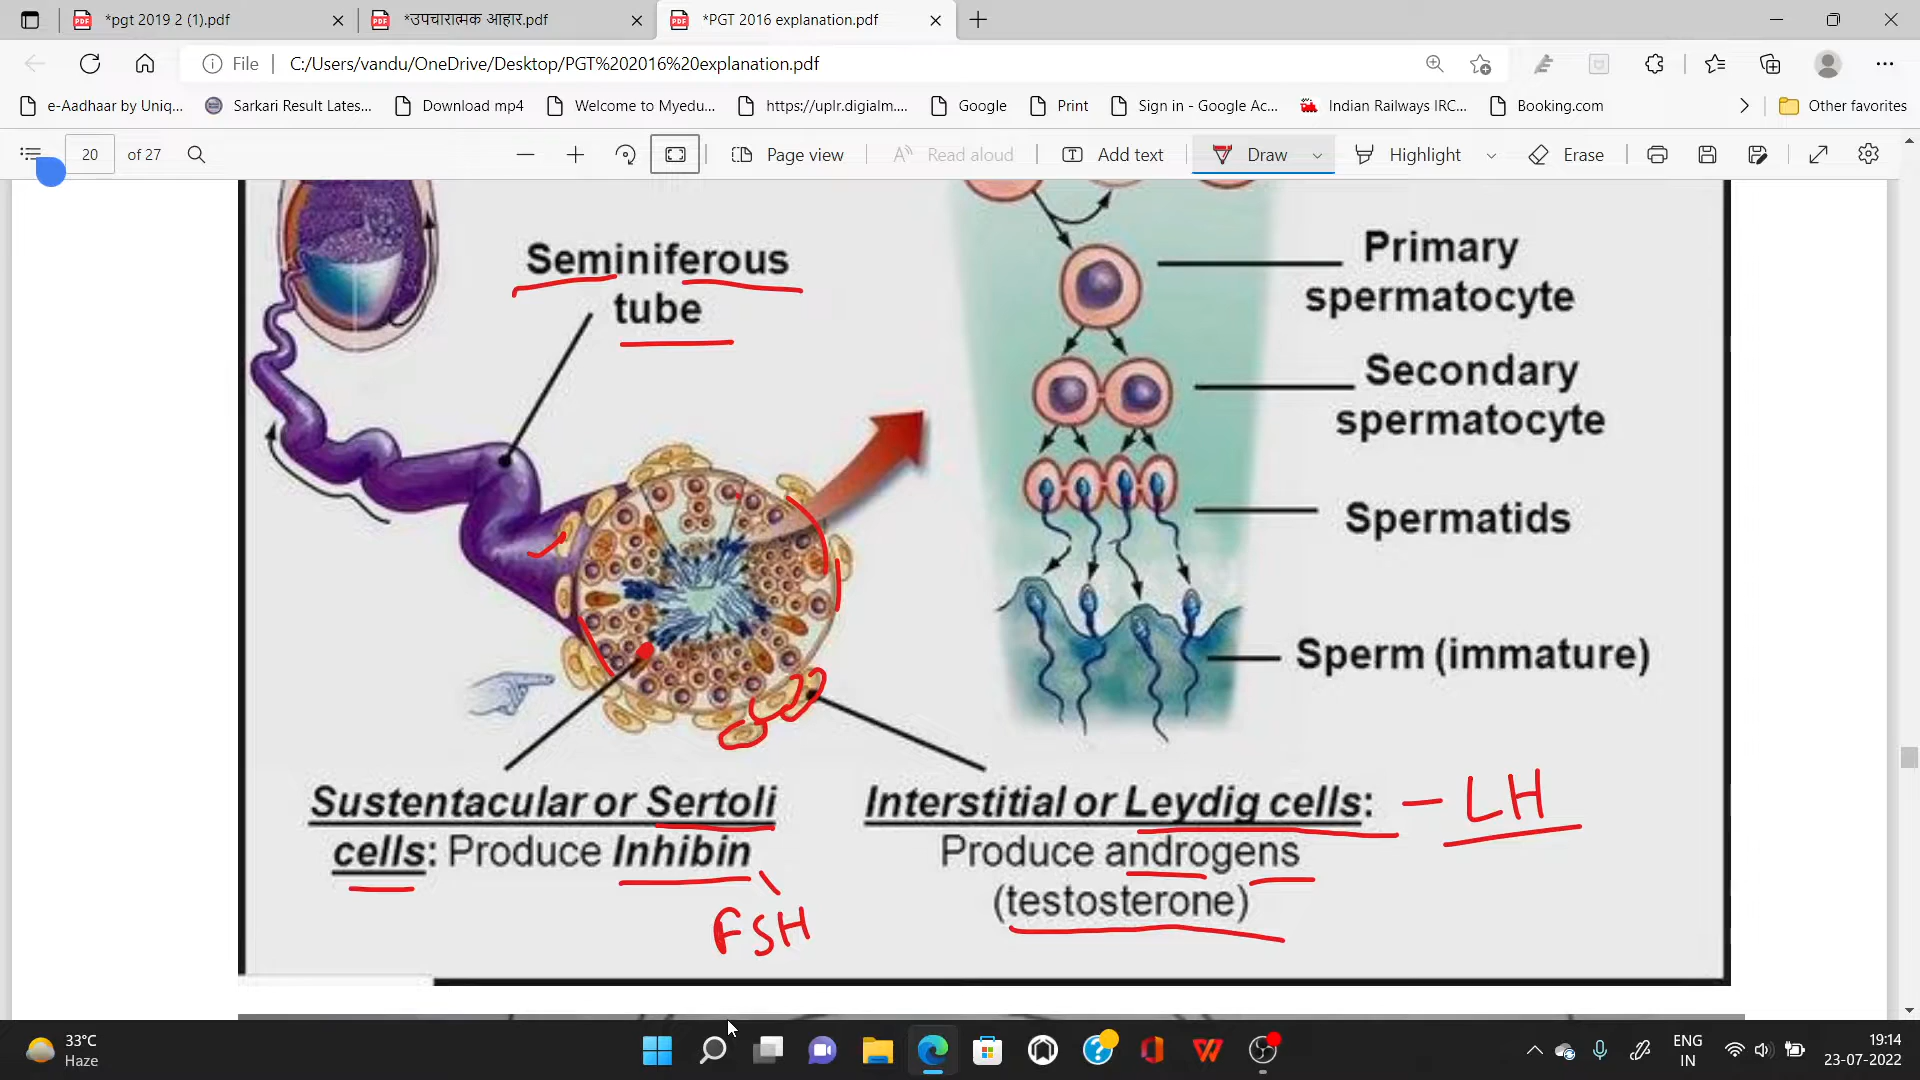 *pgt 2019 2 (1).pdf
*उपचारात्मक आहार.pdf
*PGT 2016 explanation.pdf
File
C:/Users/vandu/OneDrive/Desktop/PGT%202016%20explanation.pdf
e-Aadhaar by Uniq...
Sarkari Result Lates...
Download mp4
Welcome to Myedu...
https://uplr.digialm....
Google
Print
Sign in - Google Ac...
Indian Railways IRC...
Booking.com
Other favorites
20 of 27
Page view
Read aloud
Add text
Draw
Highlight
Erase
Seminiferous
tube
Primary
spermatocyte
Secondary
spermatocyte
Spermatids
Sperm (immature)
Sustentacular or Sertoli
cells: Produce Inhibin
FSH
Interstitial or Leydig cells: - LH
Produce androgens
(testosterone)
33°C
Haze
ENG
IN
19:14
23-07-2022